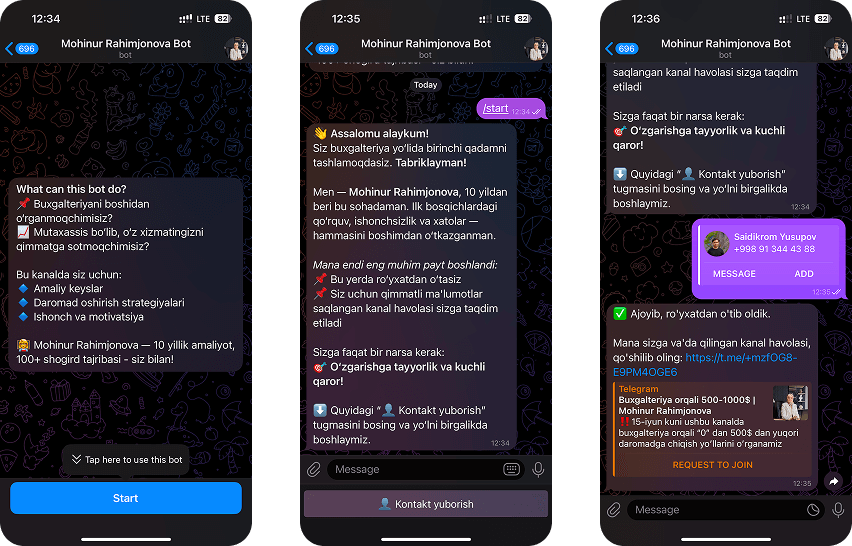 12:34
LTE 82
696
Mohinur Rahimjonova Bot
bot
What can this bot do?
📌 Buxgalteriyani boshidan
o'rganmoqchimisiz?
📈 Mutaxassis bo'lib, o'z xizmatingizni
qimmatga sotmoqchimisiz?
Bu kanalda siz uchun:
🔹 Amaliy keyslar
🔹 Daromad oshirish strategiyalari
🔹 Ishonch va motivatsiya
👩‍🏫 Mohinur Rahimjonova — 10 yillik amaliyot,
100+ shogird tajribasi - siz bilan!
Tap here to use this bot
Start
12:35
LTE 82
696
Mohinur Rahimjonova Bot
bot
Today
/start 12:34
👋 Assalomu alaykum!
Siz buxgalteriya yo'lida birinchi qadamni
tashlamoqdasiz. Tabriklayman!
Men — Mohinur Rahimjonova, 10 yildan
beri bu sohadaman. Ilk bosqichlardagi
qo'rquv, ishonchsizlik va xatolar —
hammasini boshimdan o'tkazganman.
Mana endi eng muhim payt boshlandi:
📌 Bu yerda ro'yxatdan o'tasiz
📌 Siz uchun qimmatli ma'lumotlar
saqlangan kanal havolasi sizga taqdim
etiladi
Sizga faqat bir narsa kerak:
🎯 O'zgarishga tayyorlik va kuchli
qaror!
⬇️ Quyidagi "👤 Kontakt yuborish"
tugmasini bosing va yo'lni birgalikda
boshlaymiz.
12:34
Message
👤 Kontakt yuborish
12:36
LTE 82
696
Mohinur Rahimjonova Bot
bot
saqlangan kanal havolasi sizga taqdim
etiladi
Sizga faqat bir narsa kerak:
🎯 O'zgarishga tayyorlik va kuchli
qaror!
⬇️ Quyidagi "👤 Kontakt yuborish"
tugmasini bosing va yo'lni birgalikda
boshlaymiz.
12:34
Saidikrom Yusupov
+998 91 344 43 88
MESSAGE ADD
12:35
✅ Ajoyib, ro'yxatdan o'tib oldik.
Mana sizga va'da qilingan kanal havolasi,
qo'shilib oling: https://t.me/+mzfOG8-
E9PM4OGE6
Telegram
Buxgalteriya orqali 500-1000$ |
Mohinur Rahimjonova
‼️15-iyun kuni ushbu kanalda
buxgalteriya orqali "0" dan 500$ dan yuqori
daromadga chiqish yo'llarini o'rganamiz
REQUEST TO JOIN
12:35
Message